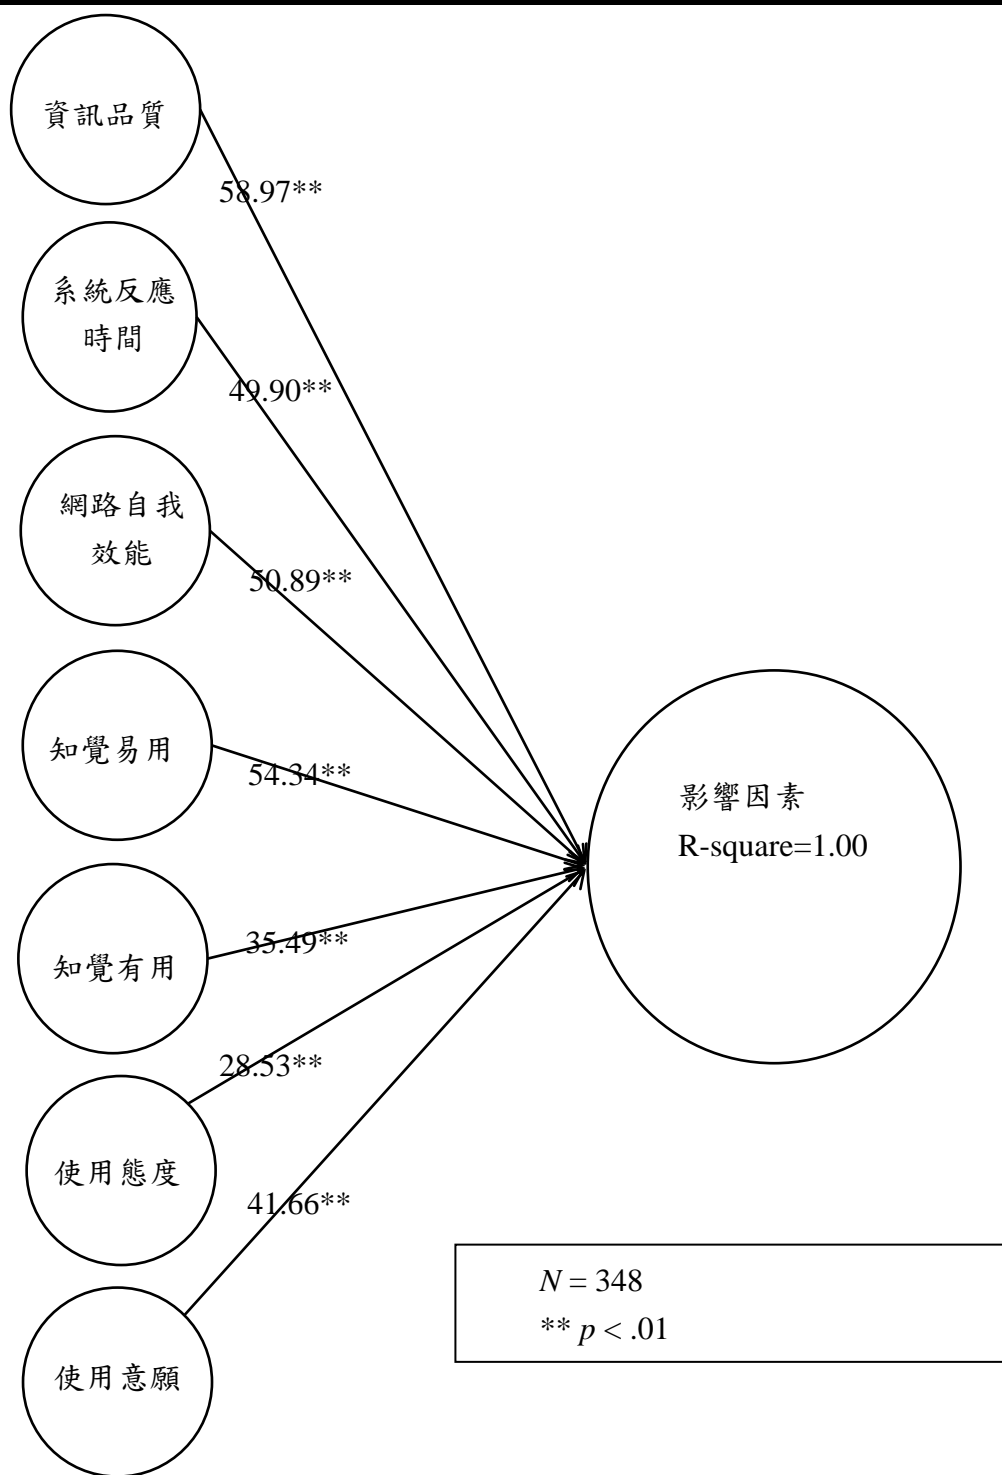 資訊品質
58.97**
系統反應
時間
49.90**
網路自我
效能
50.89**
知覺易用
54.34**
影響因素
R-square=1.00
知覺有用
35.49**
28.53**
使用態度
41.66**
N = 348
** p < .01
使用意願